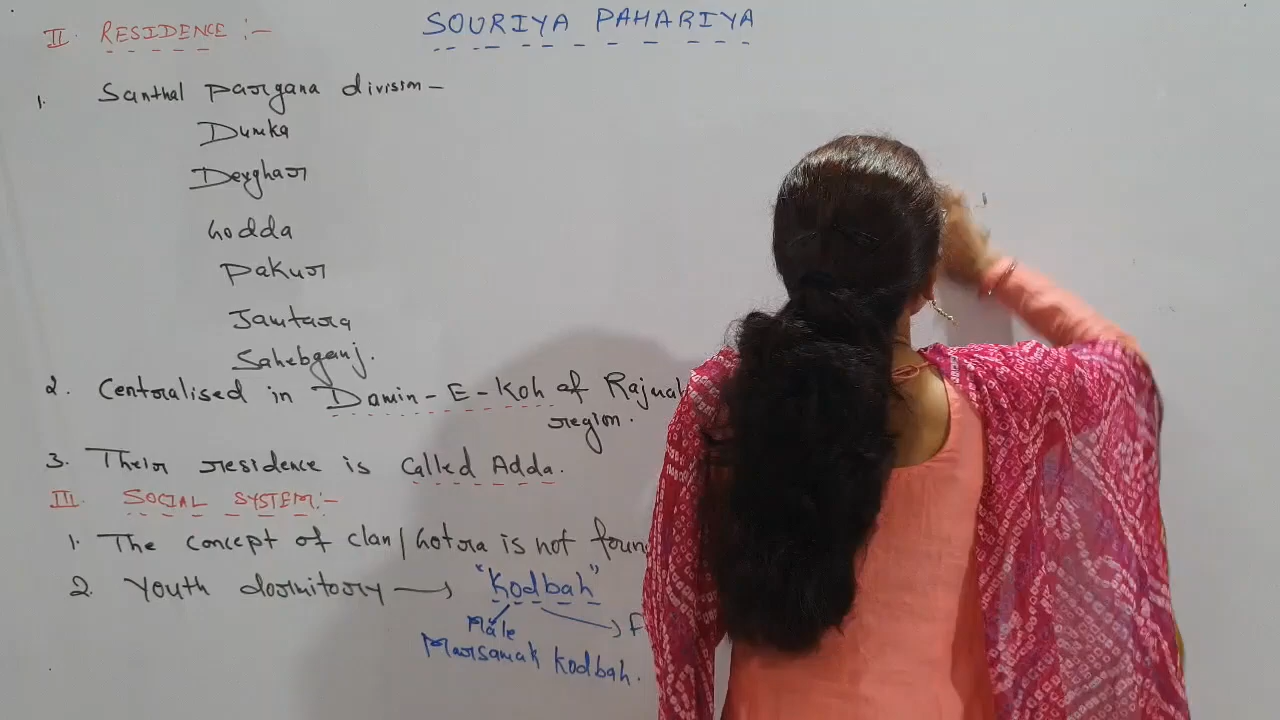 SOURIYA PAHARIYA
II RESIDENCE :-
1. Santhal pargana division -
Dumka
Devghar
Godda
Pakur
Jamtara
Sahebganj.
2. Centralised in Damin-E-Koh of Rajmah
region.
3. Their residence is called Adda.
III. SOCIAL SYSTEM:-
1. The concept of clan/Gotra is not foun
2. Youth dormitory → "Kodbah"
Male F
Marsamak Kodbah.